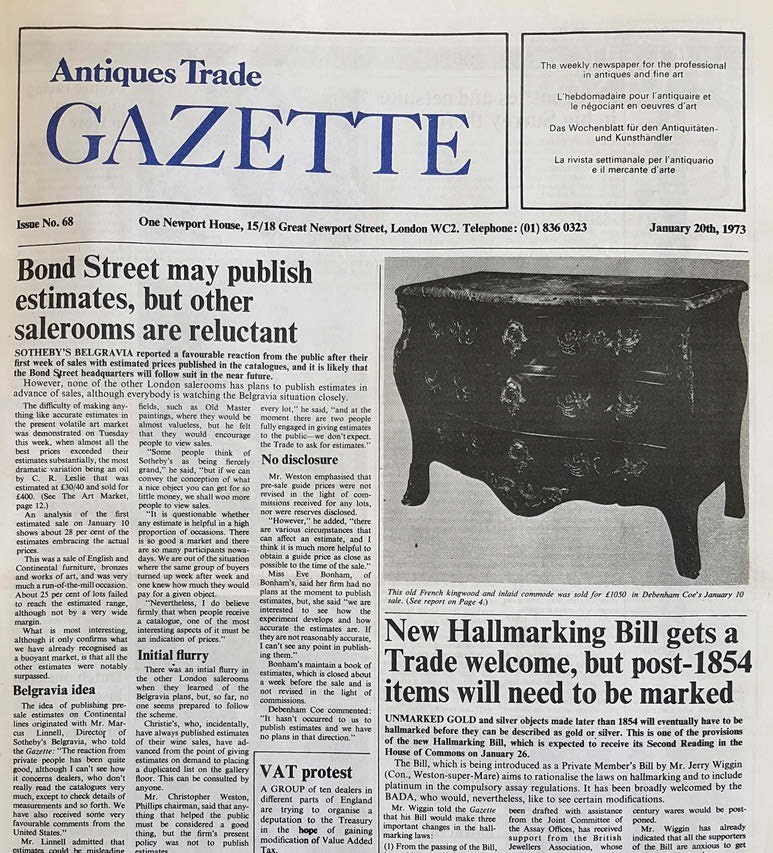 Antiques Trade
GAZETTE
The weekly newspaper for the professional
in antiques and fine art
L'hebdomadaire pour l'antiquaire et
le négociant en oeuvres d'art
Das Wochenblatt für den Antiquitäten-
und Kunsthändler
La rivista settimanale per l'antiquario
e il mercante d'arte
Issue No. 68
One Newport House, 15/18 Great Newport Street, London WC2. Telephone: (01) 836 0323
January 20th, 1973
Bond Street may publish
estimates, but other
salerooms are reluctant
SOTHEBY'S BELGRAVIA reported a favourable reaction from the public after their
first week of sales with estimated prices published in the catalogues, and it is likely that
the Bond Street headquarters will follow suit in the near future.
However, none of the other London salerooms has plans to publish estimates in
advance of sales, although everybody is watching the Belgravia situation closely.
The difficulty of making any-
thing like accurate estimates in
the present volatile art market
was demonstrated on Tuesday
this week, when almost all the
best prices exceeded their
estimates substantially, the most
dramatic variation being an oil
by C. R. Leslie that was
estimated at £30/40 and sold for
£400. (See The Art Market,
page 12.)
An analysis of the first
estimated sale on January 10
shows about 28 per cent of the
estimates embracing the actual
prices.
This was a sale of English and
Continental furniture, bronzes
and works of art, and was very
much a run-of-the-mill occasion.
About 25 per cent of lots failed
to reach the estimated range,
although not by a very wide
margin.
What is most interesting,
although it only confirms what
we have already recognised as
a buoyant market, is that all the
other estimates were notably
surpassed.
Belgravia idea
The idea of publishing pre-
sale estimates on Continental
lines originated with Mr. Mar-
cus Linnell, Director of
Sotheby's Belgravia, who told
the Gazette: "The reaction from
private people has been quite
good, although I can't see how
it concerns dealers, who don't
really read the catalogues very
much, except to check details of
measurements and so forth. We
have also received some very
favourable comments from the
United States."
Mr. Linnell admitted that
estimates could be misleading
fields, such as Old Master
paintings, where they would be
almost valueless, but he felt
that they would encourage
people to view sales.
"Some people think of
Sotheby's as being fiercely
grand," he said, "but if we can
convey the conception of what
a nice object you can get for so
little money, we shall woo more
people to view sales.
"It is questionable whether
any estimate is helpful in a high
proportion of occasions. There
is so good a market and there
are so many participants nowa-
days. We are out of the situation
where the same group of buyers
turned up week after week and
one knew how much they would
pay for a given object.
"Nevertheless, I do believe
firmly that when people receive
a catalogue, one of the most
interesting aspects of it must be
an indication of prices."
Initial flurry
There was an intial flurry in
the other London salerooms
when they learned of the
Belgravia plans, but, so far, no
one seems prepared to follow
the scheme.
Christie's, who, incidentally,
have always published estimates
of their wine sales, have ad-
vanced from the point of giving
estimates on demand to placing
a duplicated list on the gallery
floor. This can be consulted by
anyone.
Mr. Christopher Weston,
Phillips chairman, said that any-
thing that helped the public
must be considered a good
thing, but the firm's present
policy was not to publish
estimates.
every lot," he said, "and at the
moment there are two people
fully engaged in giving estimates
to the public—we don't expect.
the Trade to ask for estimates."
No disclosure
Mr. Weston emphasised that
pre-sale guide prices were not
revised in the light of com-
missions received for any lots,
nor were reserves disclosed.
"However," he added, "there
are various circumstances that
can affect an estimate, and I
think it is much more helpful to
obtain a guide price as close as
possible to the time of the sale."
Miss Eve Bonham, of
Bonham's, said her firm had no
plans at the moment to publish
estimates, but, she said "we are
interested to see how the
experiment develops and how
accurate the estimates are. If
they are not reasonably accurate,
I can't see any point in publish-
ing them."
Bonham's maintain a book of
estimates, which is closed about
a week before the sale and is
not revised in the light of
commissions.
Debenham Coe commented:
"It hasn't occurred to us to
publish estimates and we have
no plans in that direction."
VAT protest
A GROUP of ten dealers in
different parts of England
are trying to organise a
deputation to the Treasury
in the hope of gaining
modification of Value Added
Tax.
This old French kingwood and inlaid commode was sold for £1050 in Debenham Coe's January 10
sale. (See report on Page 4.)
New Hallmarking Bill gets a
Trade welcome, but post-1854
items will need to be marked
UNMARKED GOLD and silver objects made later than 1854 will eventually have to be
hallmarked before they can be described as gold or silver. This is one of the provisions
of the new Hallmarking Bill, which is expected to receive its Second Reading in the
House of Commons on January 26.
The Bill, which is being introduced as a Private Member's Bill by Mr. Jerry Wiggin
(Con., Weston-super-Mare) aims to rationalise the laws on hallmarking and to include
platinum in the compulsory assay regulations. It has been broadly welcomed by the
BADA, who would, nevertheless, like to see certain modifications.
Mr. Wiggin told the Gazette
that his Bill would make three
important changes in the hall-
marking laws:
(1) From the passing of the Bill,
been drafted with assistance
from the Joint Committee of
the Assay Offices, has received
support from the British
Jewellers Association, whose
century wares would be post-
poned.
Mr. Wiggin has already
indicated that all the supporters
of the Bill are anxious to get